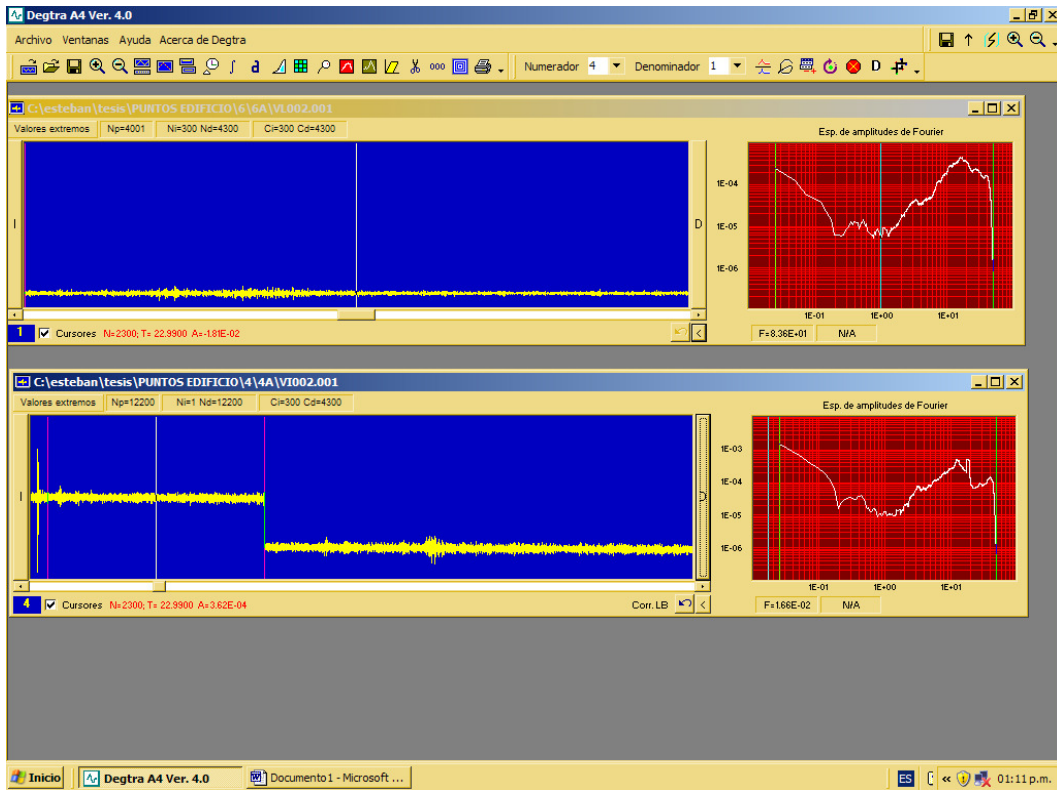 Degtra A4 Ver. 4.0
Archivo Ventanas Ayuda Acerca de Degtra
Numerador 4 Denominador 1 D
C:\esteban\tesis\PUNTOS EDIFICIO\6\6A\VL002.001
Valores extremos Np=4001 Ni=300 Nd=4300 Ci=300 Cd=4300
Esp. de amplitudes de Fourier
I
D
1E-04
1E-05
1E-06
1E-01 1E+00 1E+01
1 Cursores N=2300; T= 22.9900 A=-1.81E-02
F=8.36E+01 N/A
C:\esteban\tesis\PUNTOS EDIFICIO\4\4A\VI002.001
Valores extremos Np=12200 Ni=1 Nd=12200 Ci=300 Cd=4300
Esp. de amplitudes de Fourier
I
D
1E-03
1E-04
1E-05
1E-06
1E-01 1E+00 1E+01
4 Cursores N=2300; T= 22.9900 A=3.62E-04 Corr. LB
F=1.66E-02 N/A
Inicio Degtra A4 Ver. 4.0 Documento1 - Microsoft ... ES « 01:11 p.m.